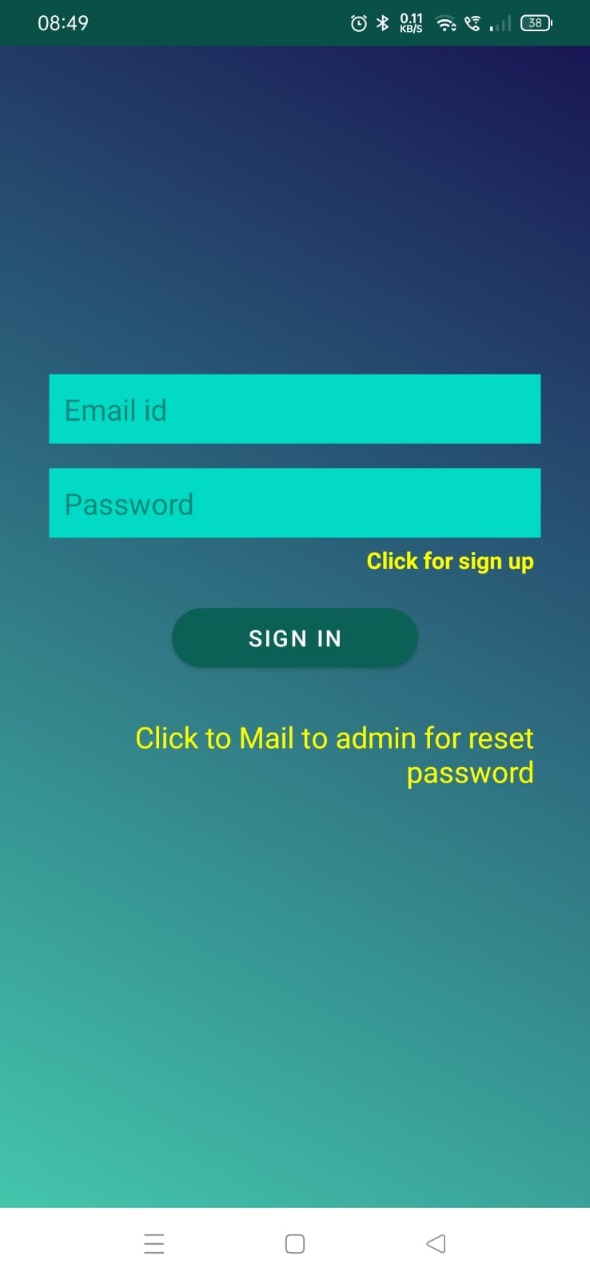 08:49
0.11
KB/S
38
Email id
Password
Click for sign up
SIGN IN
Click to Mail to admin for reset
password